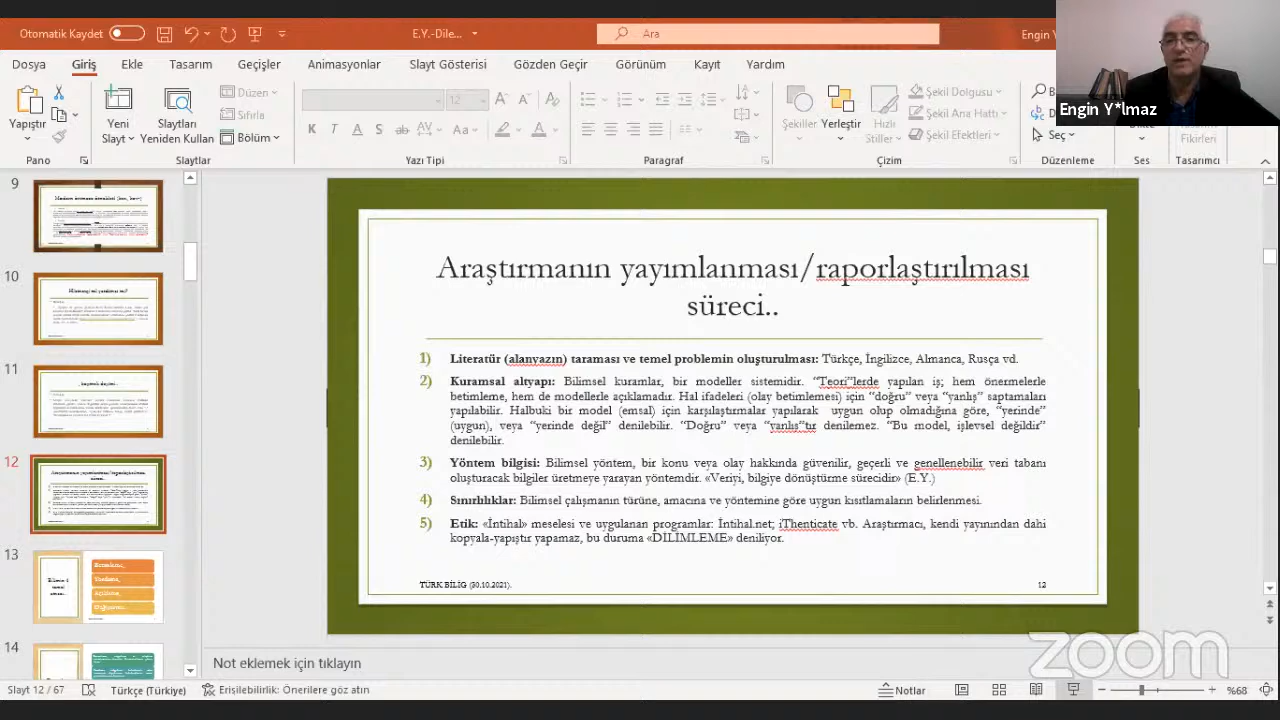 Otomatik Kaydet
E.Y.-Dile...
Ara
Engin Y
Dosya Giriş Ekle Tasarım Geçişler Animasyonlar Slayt Gösterisi Gözden Geçir Görünüm Kayıt Yardım
Yapıştır
Yeni
Slayt
Slaytları
Yeniden Kullan
Düzen
Sıfırla
Bölüm
12
K T A S
Şekiller
Yerleştir
Hızlı
Stiller
Şekil Dolgusu
Şekil Ana Hattı
Şekil Efektleri
Seç
Dikte
Tasarım
Fikirleri
Pano Slaytlar Yazı Tipi Paragraf Çizim Düzenleme Ses Tasarımcı
Engin Y*lmaz
9
10
11
12
13
14
Araştırmanın yayımlanması/raporlaştırılması
süreci..
1) Literatür (alanyazın) taraması ve temel problemin oluşturulması: Türkçe, İngilizce, Almanca, Rusça vd.
2) Kuramsal altyapı: Bilimsel kuramlar, bir modeller sistemidir. “Teori”lerde yapılan iş; hem önermelerle
betimleme, hem de modellerle açıklamadır. Hal ifadeleri (olay betimlemesi) için “doğru” veya “yanlış” saptamaları
yapılabilir. Halbuki bir model (emsal) için karşılaştırmalar yapılarak uygun olup olmadığına göre, “yerinde”
(uygun), veya “yerinde değil” denilebilir. “Doğru” veya “yanlış”tır denilemez. “Bu model, işlevsel değildir”
denilebilir.
3) Yöntem bilgisi: Bilimsel yöntem, bir konu veya olay hakkında güvenilir, geçerli ve genellenebilir veri tabanı
oluşturacak bilgiler üretmeye yarayan yöntemdir. «Veriyi, bilgiye dönüştürme sürecidir» (E.Y.)
4) Sınırlılıklar: Bilimsel çalışmanın türüne, amacına ve yöntemine göre uygun kısıtlamaların belirlenmesi.
5) Etik: «İntihal» meselesi ve uygulanan programlar: İntihal.net; iThenticate vb. Araştırmacı, kendi yayınından dahi
kopyala-yapıştır yapamaz, bu duruma «DİLİMLEME» deniliyor.
TÜRK BİLİG (30.10.2021).
12
zoom
Not eklemek için tıklayın
Slayt 12 / 67 Türkçe (Türkiye) Erişilebilirlik: Önerilere göz atın Notlar %68